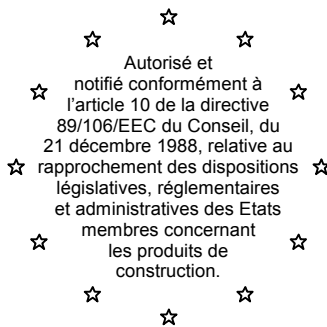 Autorisé et
notifié conformément à
l’article 10 de la directive
89/106/EEC du Conseil, du
21 décembre 1988, relative au
rapprochement des dispositions
législatives, réglementaires
et administratives des Etats
membres concernant
les produits de
construction.